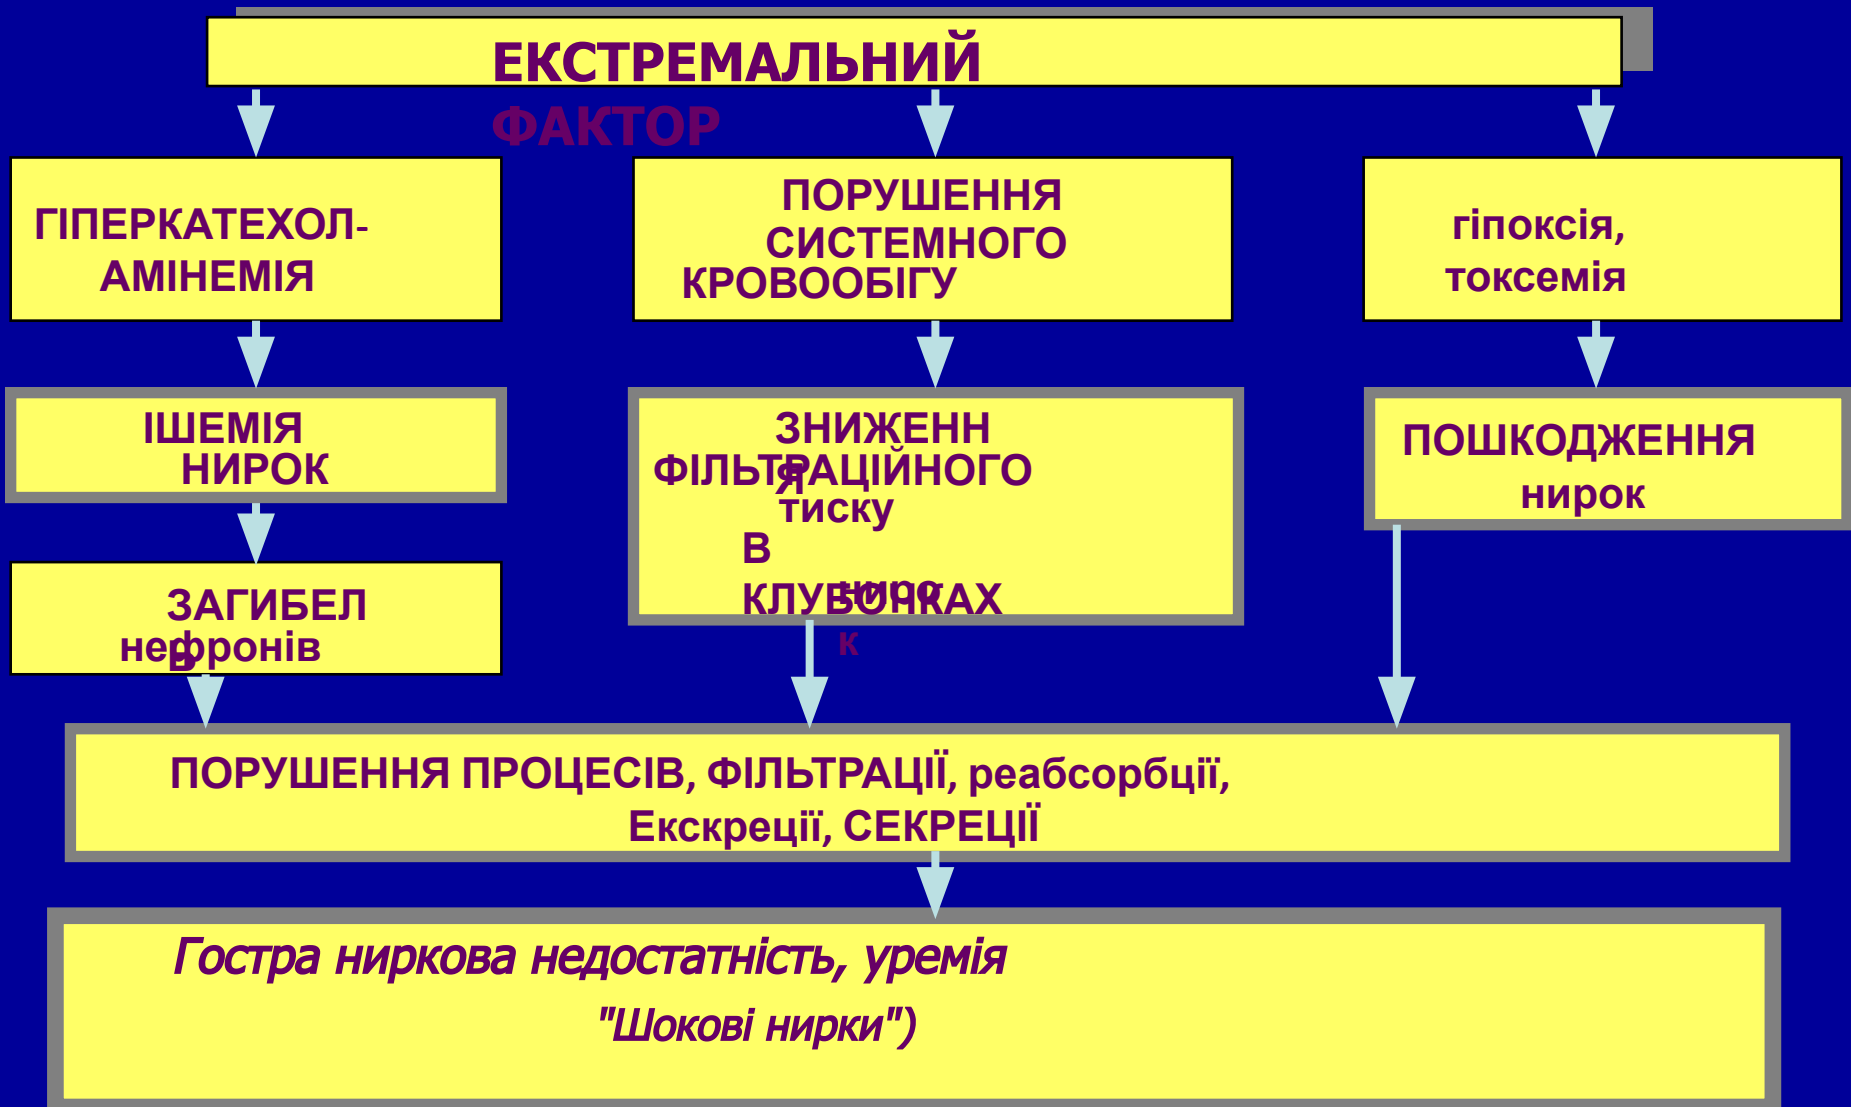 ЕКСТРЕМАЛЬНИЙ
ФАКТОР
ГІПЕРКАТЕХОЛ-
АМІНЕМІЯ
ПОРУШЕННЯ
СИСТЕМНОГО
КРОВООБІГУ
гіпоксія,
токсемія
ІШЕМІЯ
НИРОК
ЗНИЖЕНН
Я
ФІЛЬТРАЦІЙНОГО
тиску
В
КЛУБОЧКАХ
ниро
к
ПОШКОДЖЕННЯ
нирок
ЗАГИБЕЛ
Ь
нефронів
ПОРУШЕННЯ ПРОЦЕСІВ, ФІЛЬТРАЦІЇ, реабсорбції,
Екскреції, СЕКРЕЦІЇ
Гостра ниркова недостатність, уремія
"Шокові нирки")